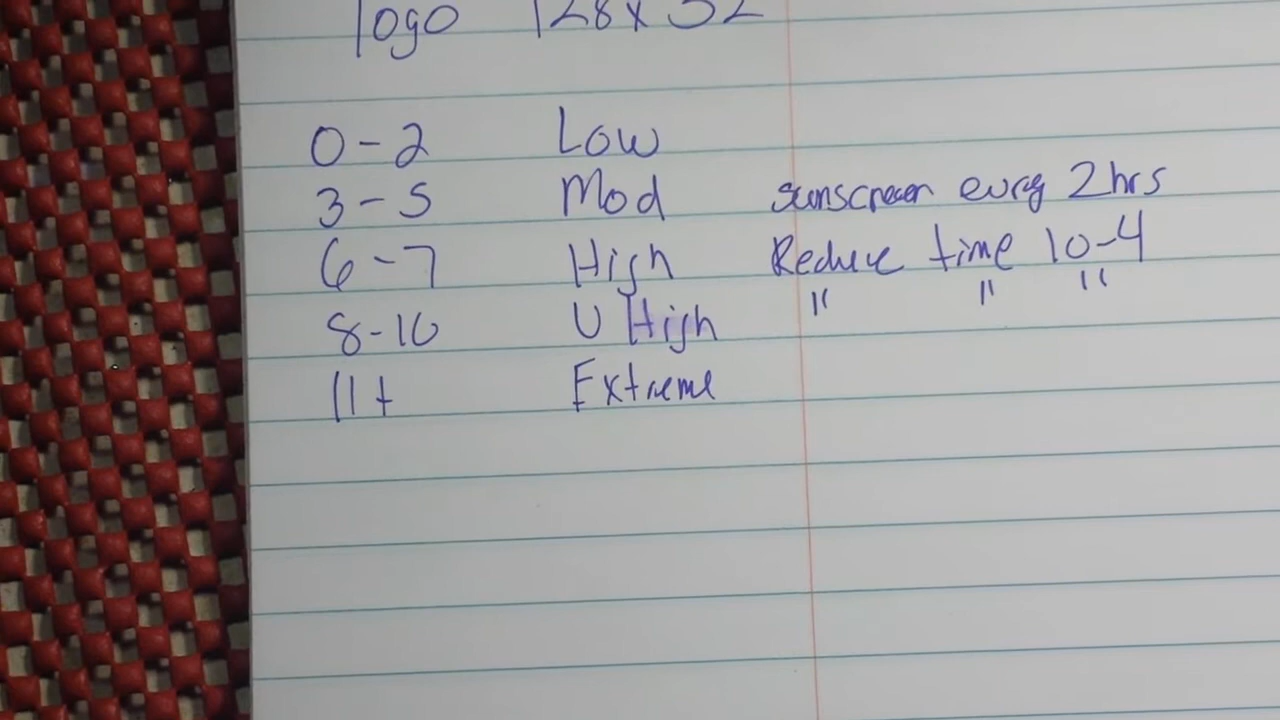 logo 128x32
0-2 Low
3-5 Mod sunscreen every 2hrs
6-7 High Reduce time 10-4
8-10 V High " " "
11+ Extreme